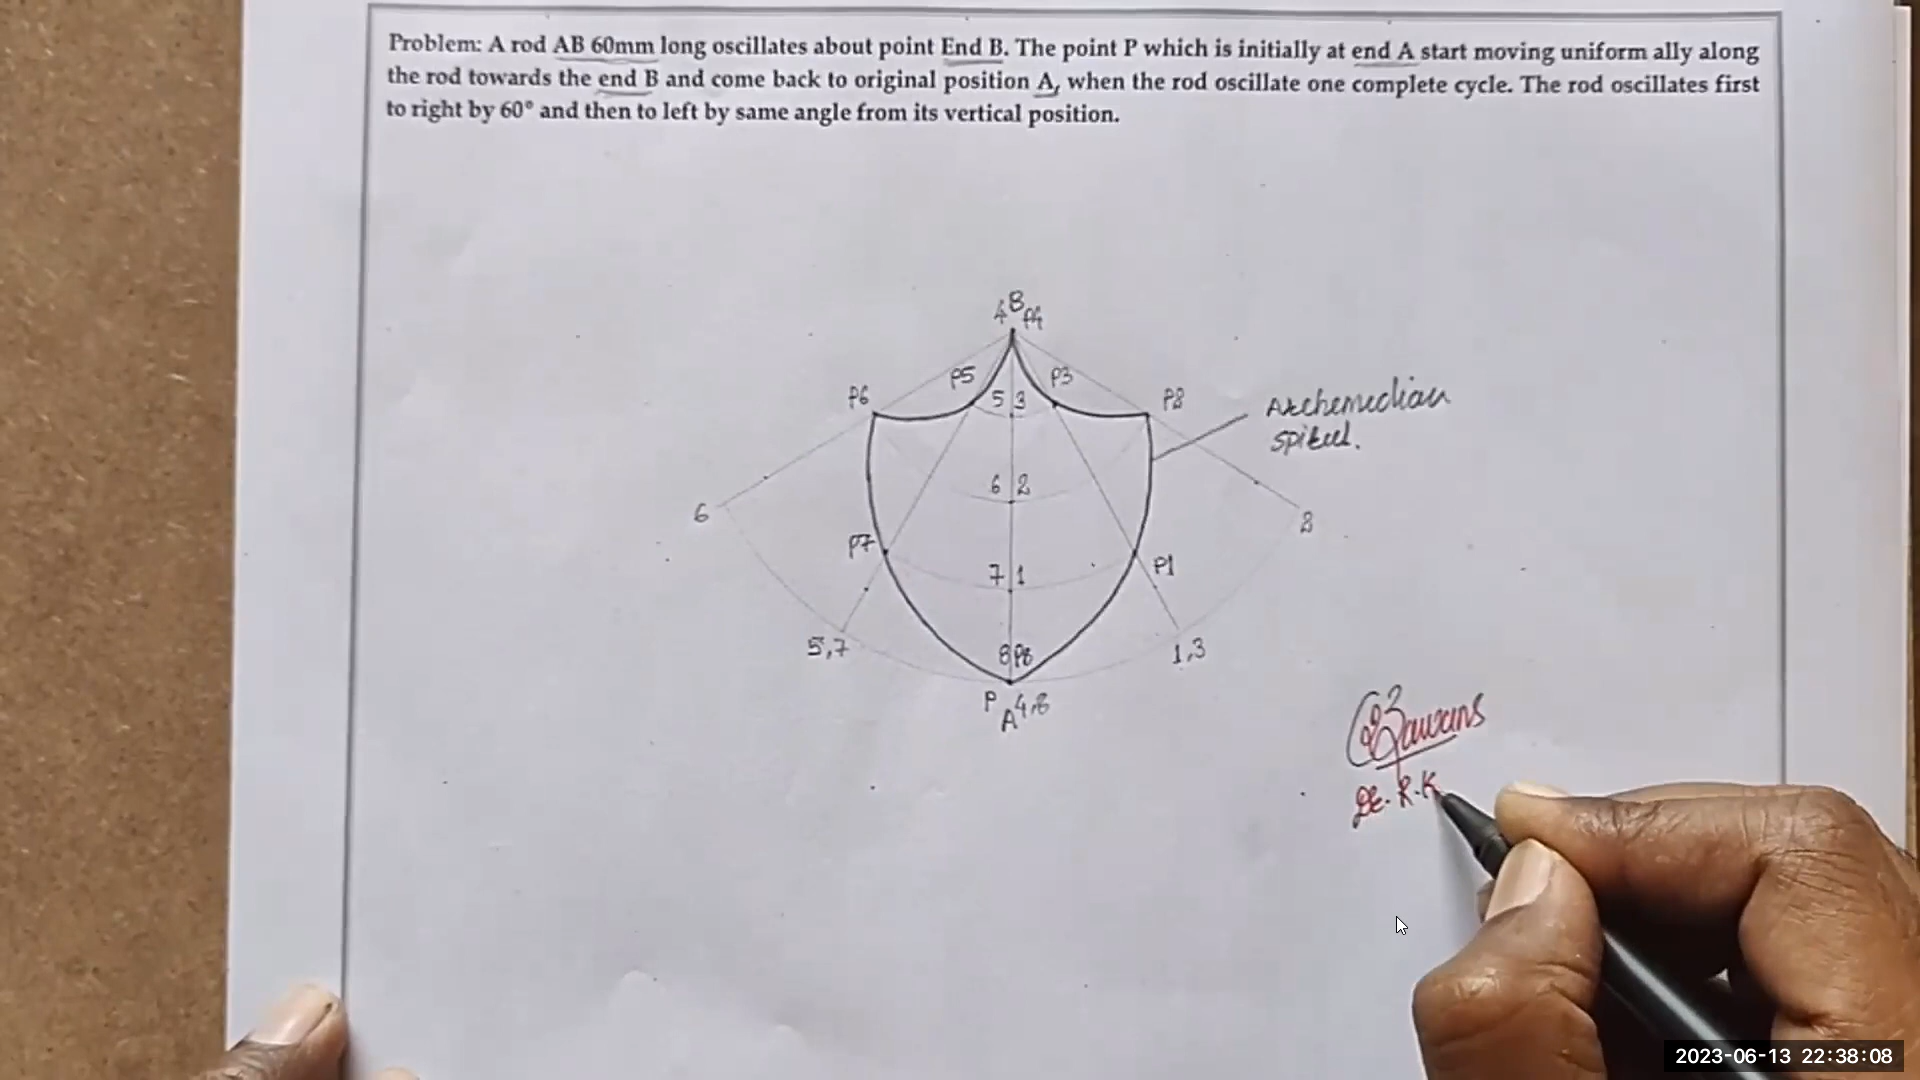 Problem: A rod AB 60mm long oscillates about point End B. The point P which is initially at end A start moving uniform ally along
the rod towards the end B and come back to original position A, when the rod oscillate one complete cycle. The rod oscillates first
to right by 60° and then to left by same angle from its vertical position.
4 B P4
P5 P3
P6 5 3 P2
Archemedian
spiral.
6 2
6 2
P7 7 1 P1
5,7 8 P8 1,3
P A 4,8
Dr. R.K
2023-06-13 22:38:08